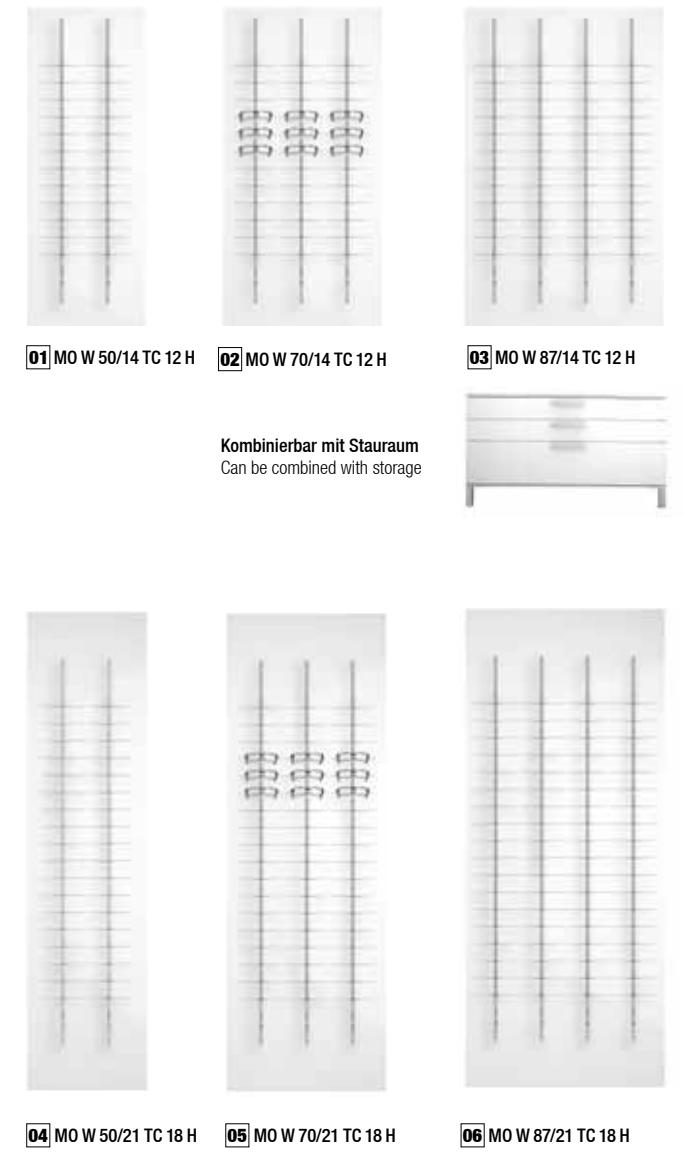 01 MO W 50/14 TC 12 H
02 MO W 70/14 TC 12 H
03 MO W 87/14 TC 12 H
Kombinierbar mit Stauraum
Can be combined with storage
04 MO W 50/21 TC 18 H
05 MO W 70/21 TC 18 H
06 MO W 87/21 TC 18 H